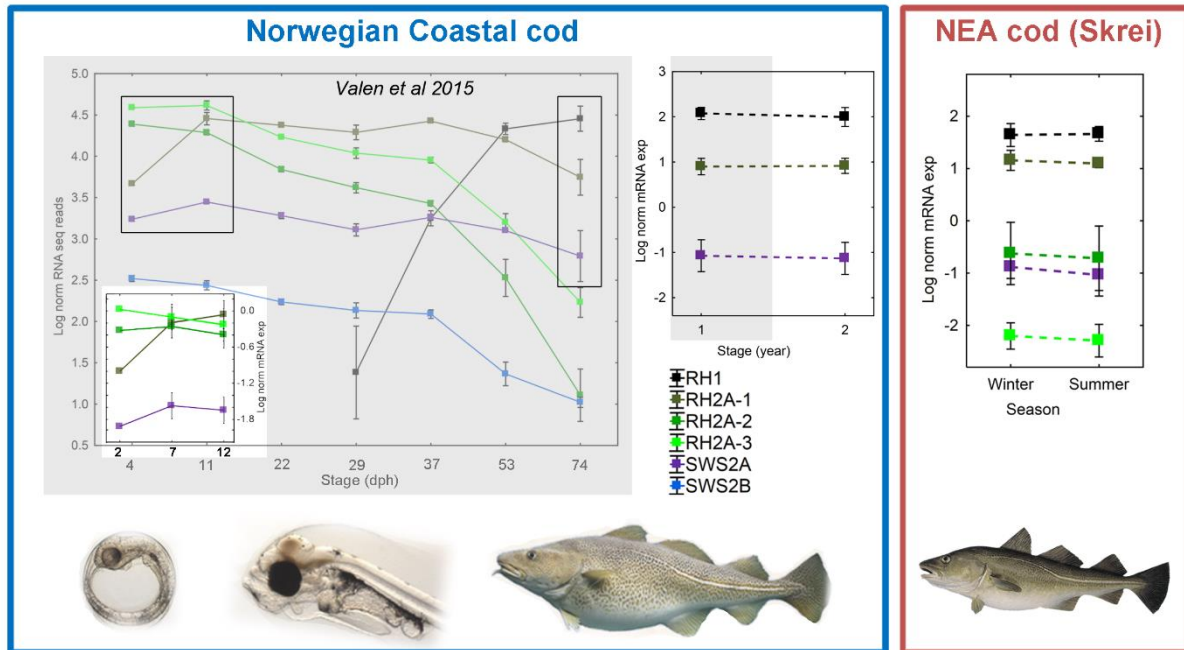 Norwegian Coastal cod
NEA cod (Skrei)
Valen et al 2015
Log norm RNA seq reads
5.0
4.5
4.0
3.5
3.0
2.5
2.0
1.5
1.0
0.5
4
11
22
29
37
53
74
Stage (dph)
0.0
-0.6
-1.2
-1.8
Log norm mRNA exp
2
7
12
Log norm mRNA exp
3
2
1
0
-1
-2
1
2
Stage (year)
RH1
RH2A-1
RH2A-2
RH2A-3
SWS2A
SWS2B
Log norm mRNA exp
2
1
0
-1
-2
Winter
Summer
Season